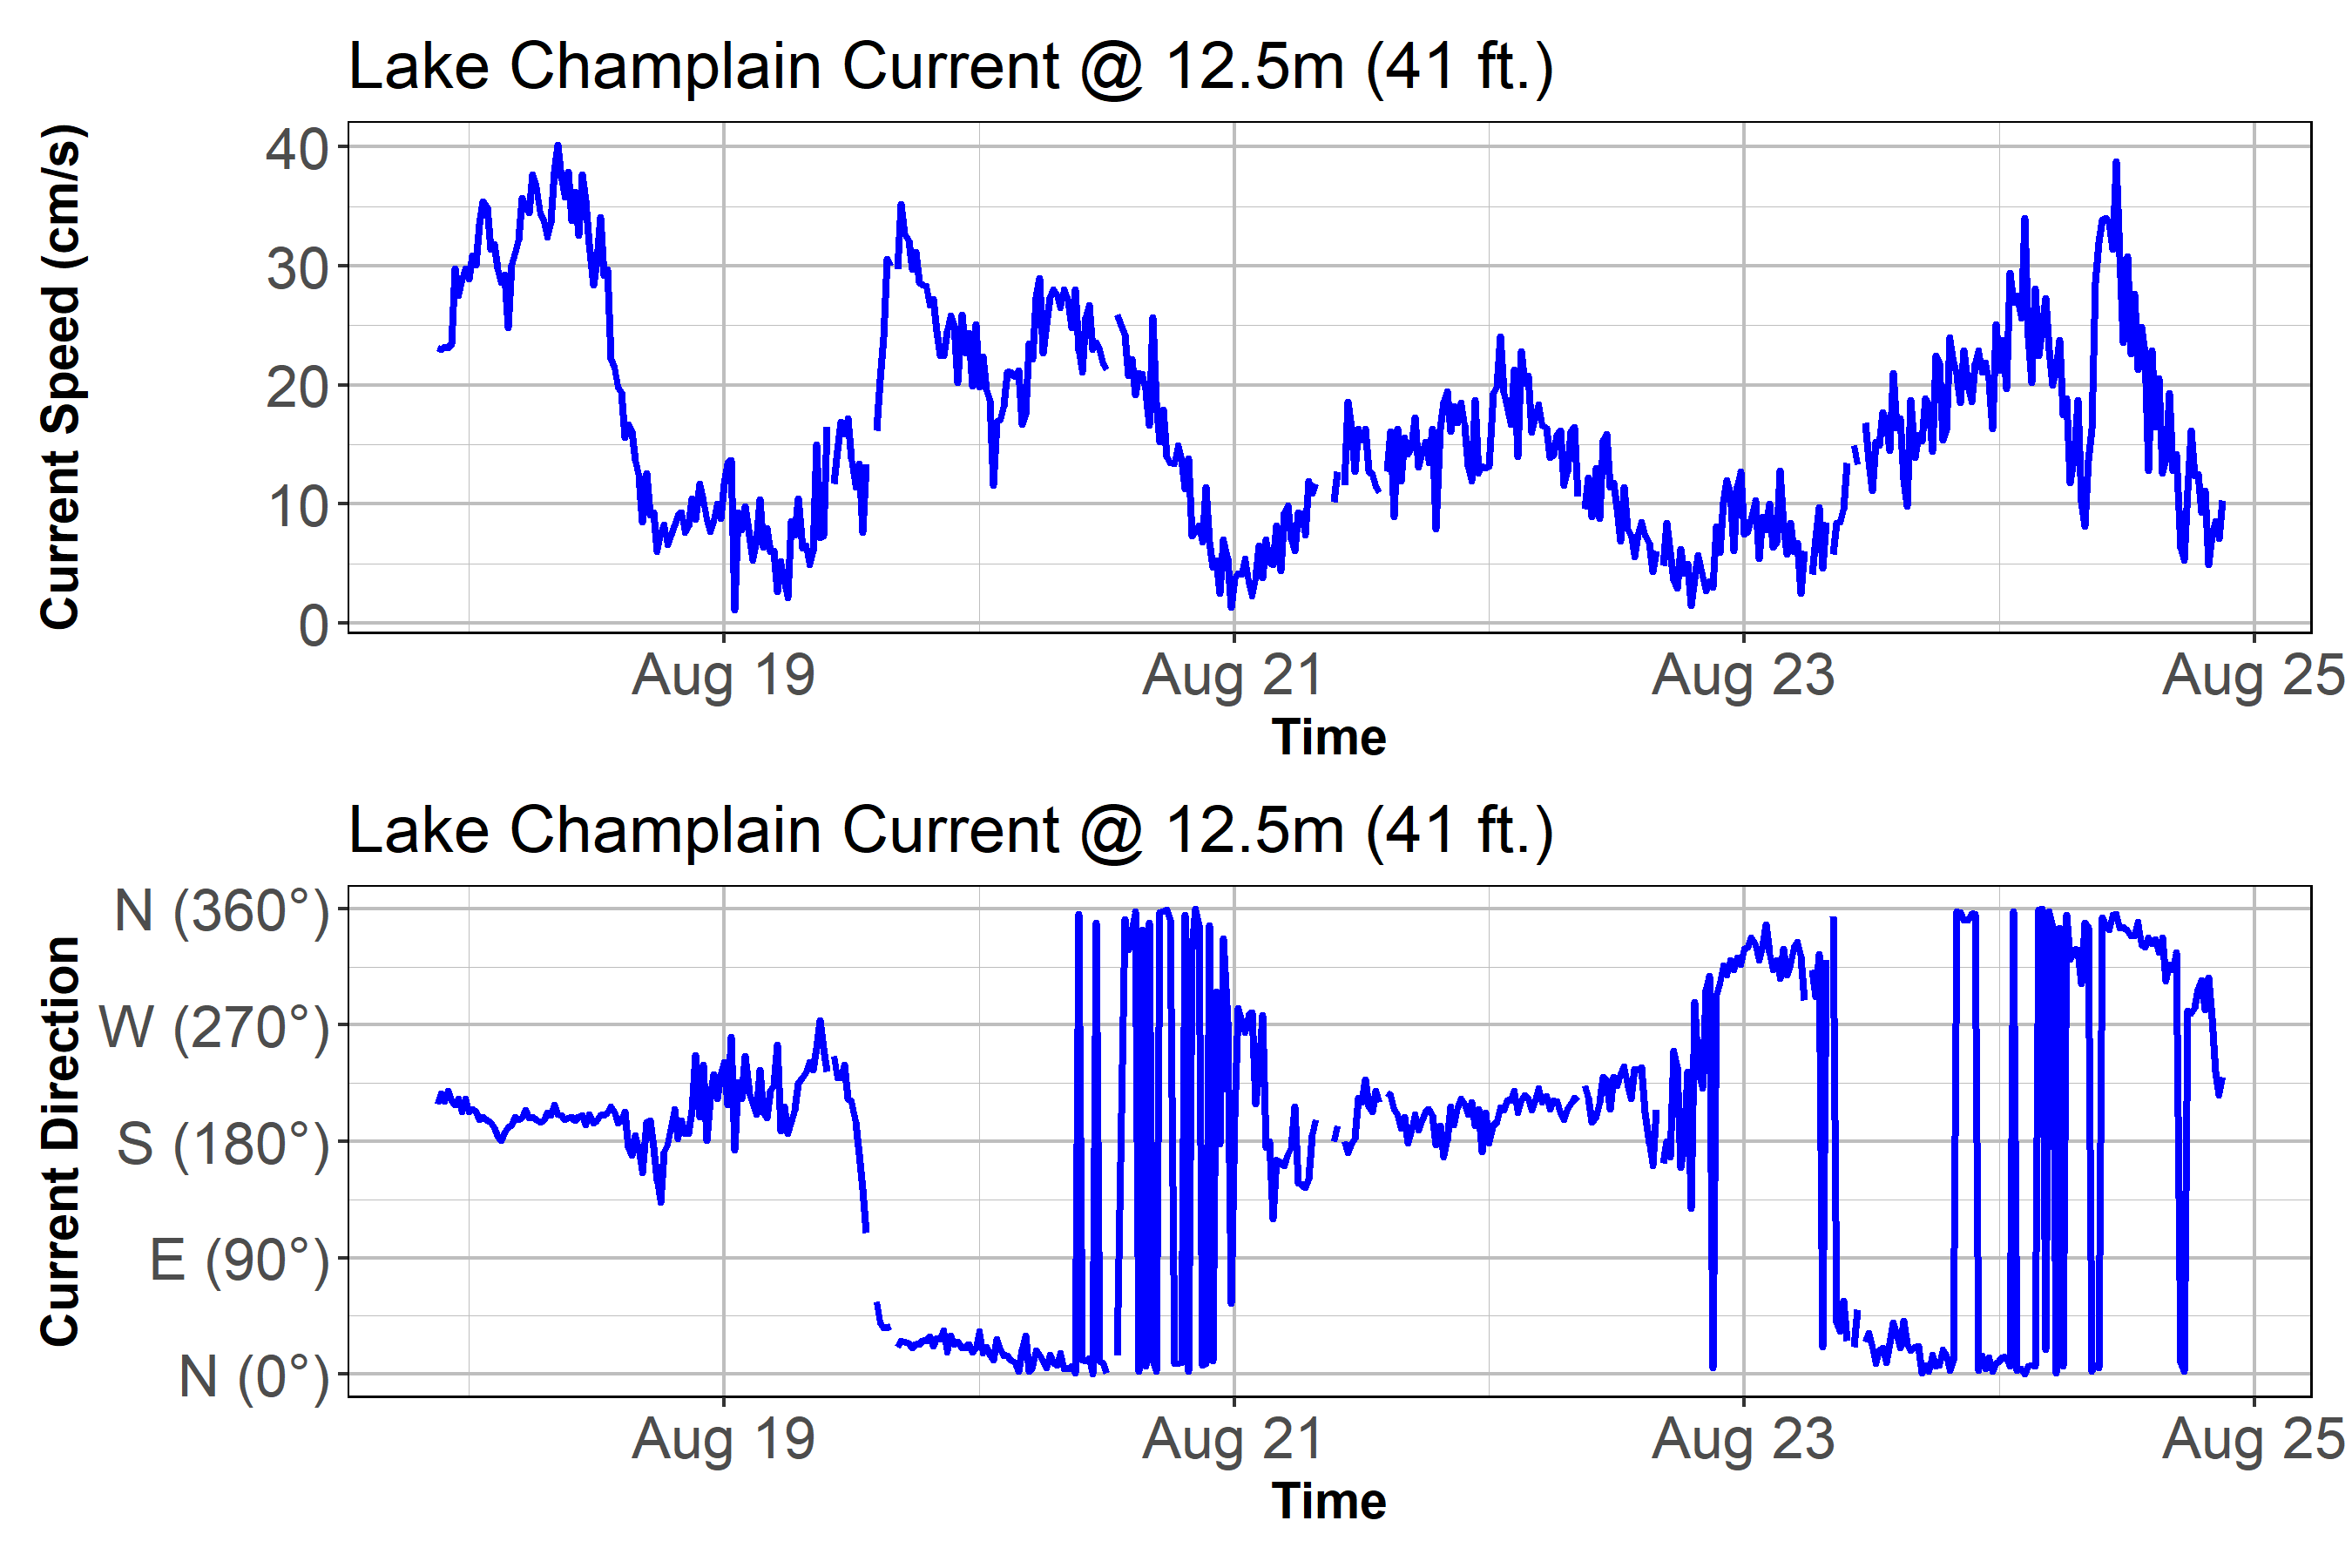 Lake Champlain Current @ 12.5m (41 ft.)
Current Speed (cm/s)
40
30
20
10
0
Aug 19 Aug 21 Aug 23 Aug 25
Time
Lake Champlain Current @ 12.5m (41 ft.)
Current Direction
N (360°)
W (270°)
S (180°)
E (90°)
N (0°)
Aug 19 Aug 21 Aug 23 Aug 25
Time